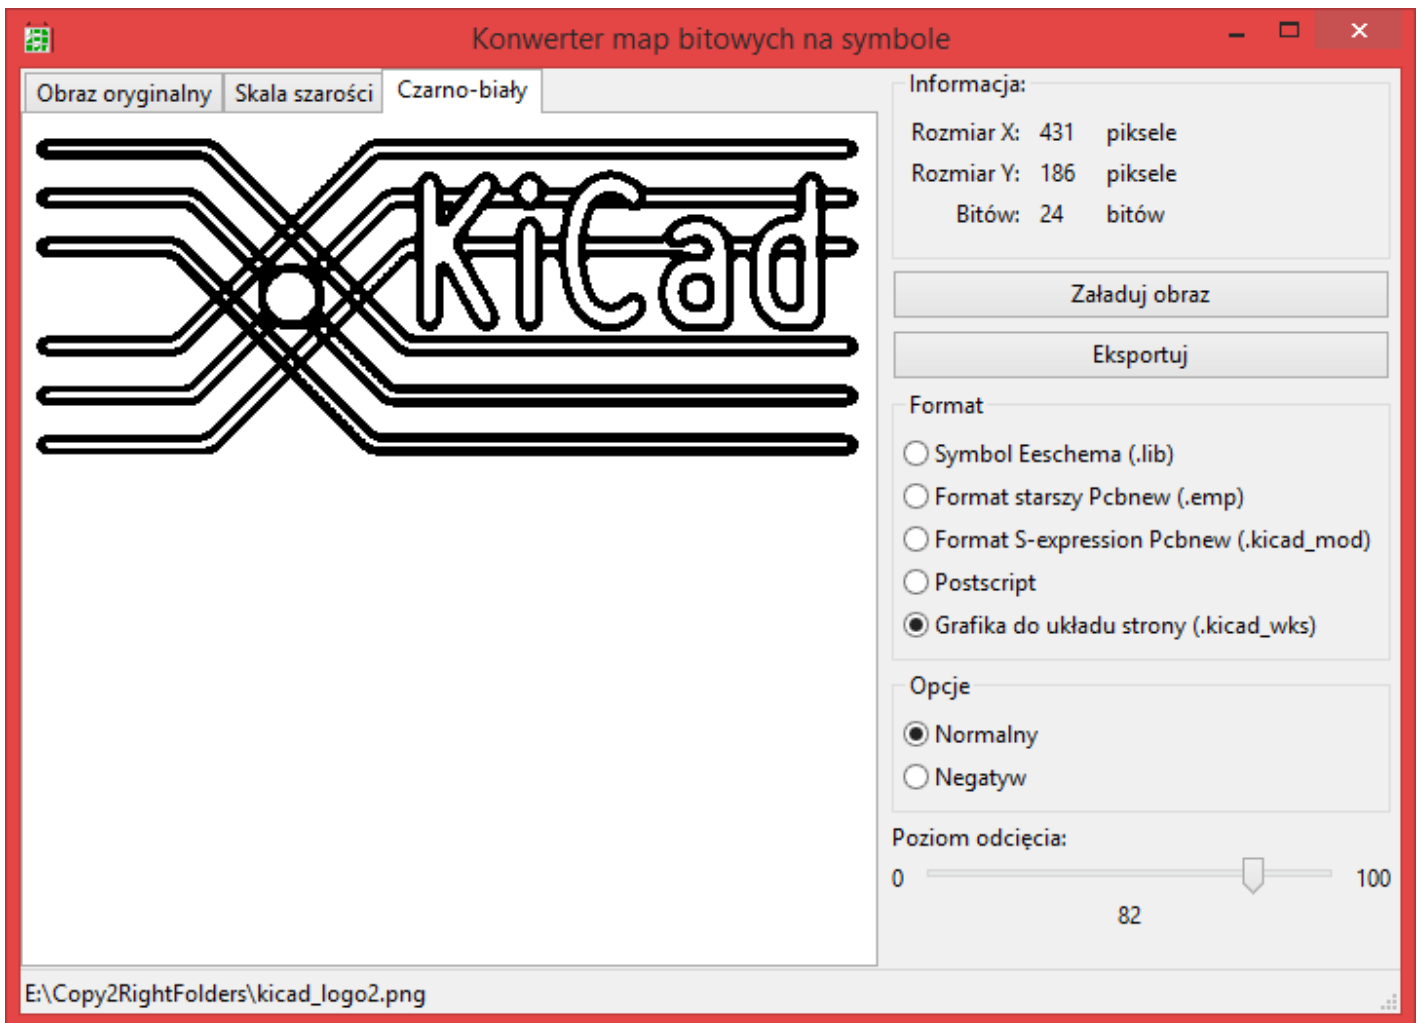 Konwerter map bitowych na symbole
Obraz oryginalny
Skala szarości
Czarno-biały
KiCad
Informacja:
Rozmiar X: 431 piksele
Rozmiar Y: 186 piksele
Bitów: 24 bitów
Załaduj obraz
Eksportuj
Format
Symbol Eeschema (.lib)
Format starszy Pcbnew (.emp)
Format S-expression Pcbnew (.kicad_mod)
Postscript
Grafika do układu strony (.kicad_wks)
Opcje
Normalny
Negatyw
Poziom odcięcia:
0 100
82
E:\Copy2RightFolders\kicad_logo2.png